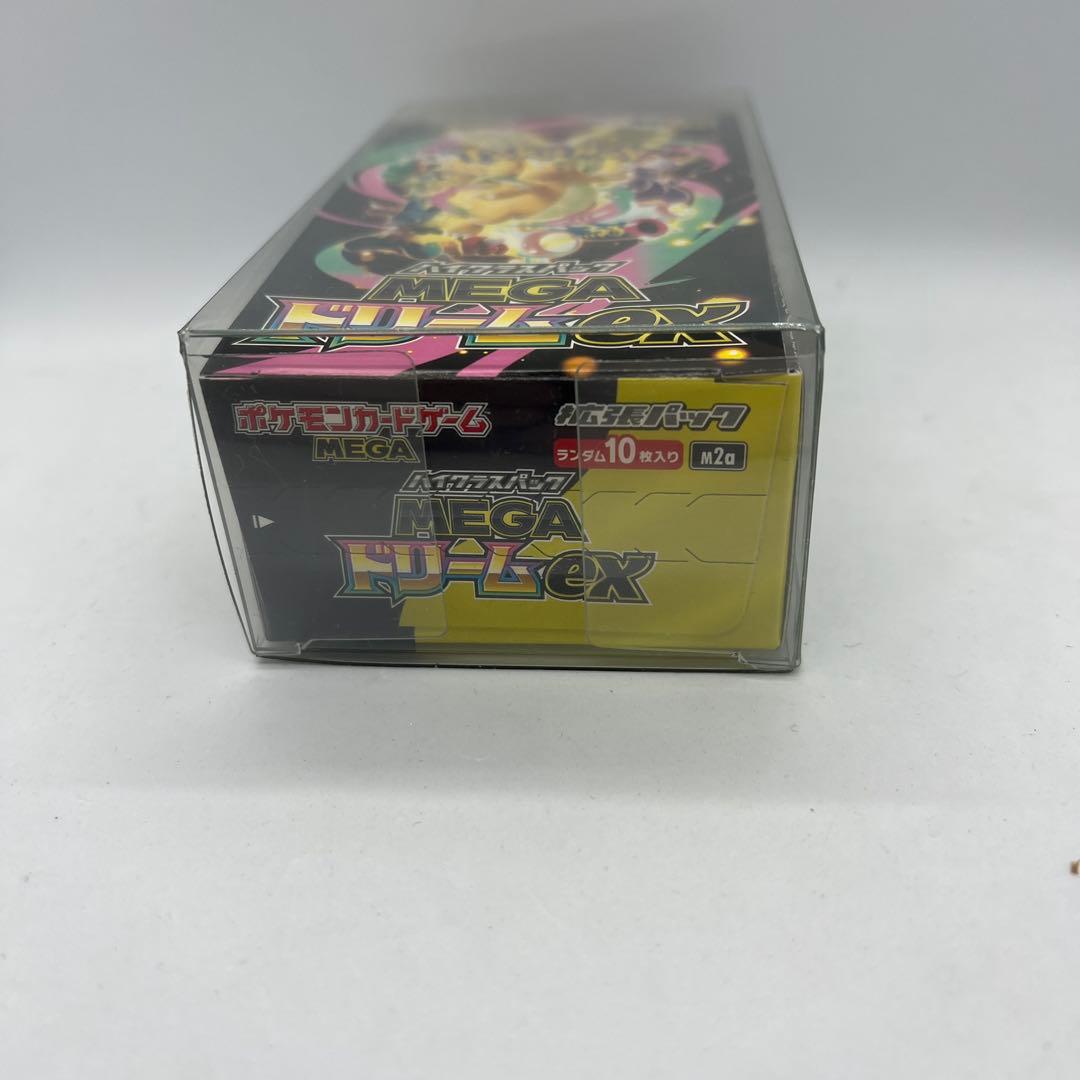 ハイクラスパック
MEGA
ドリームex
ポケモンカードゲーム
MEGA
拡張パック
ランダム10枚入り
M2a
ハイクラスパック
MEGA
ドリームex